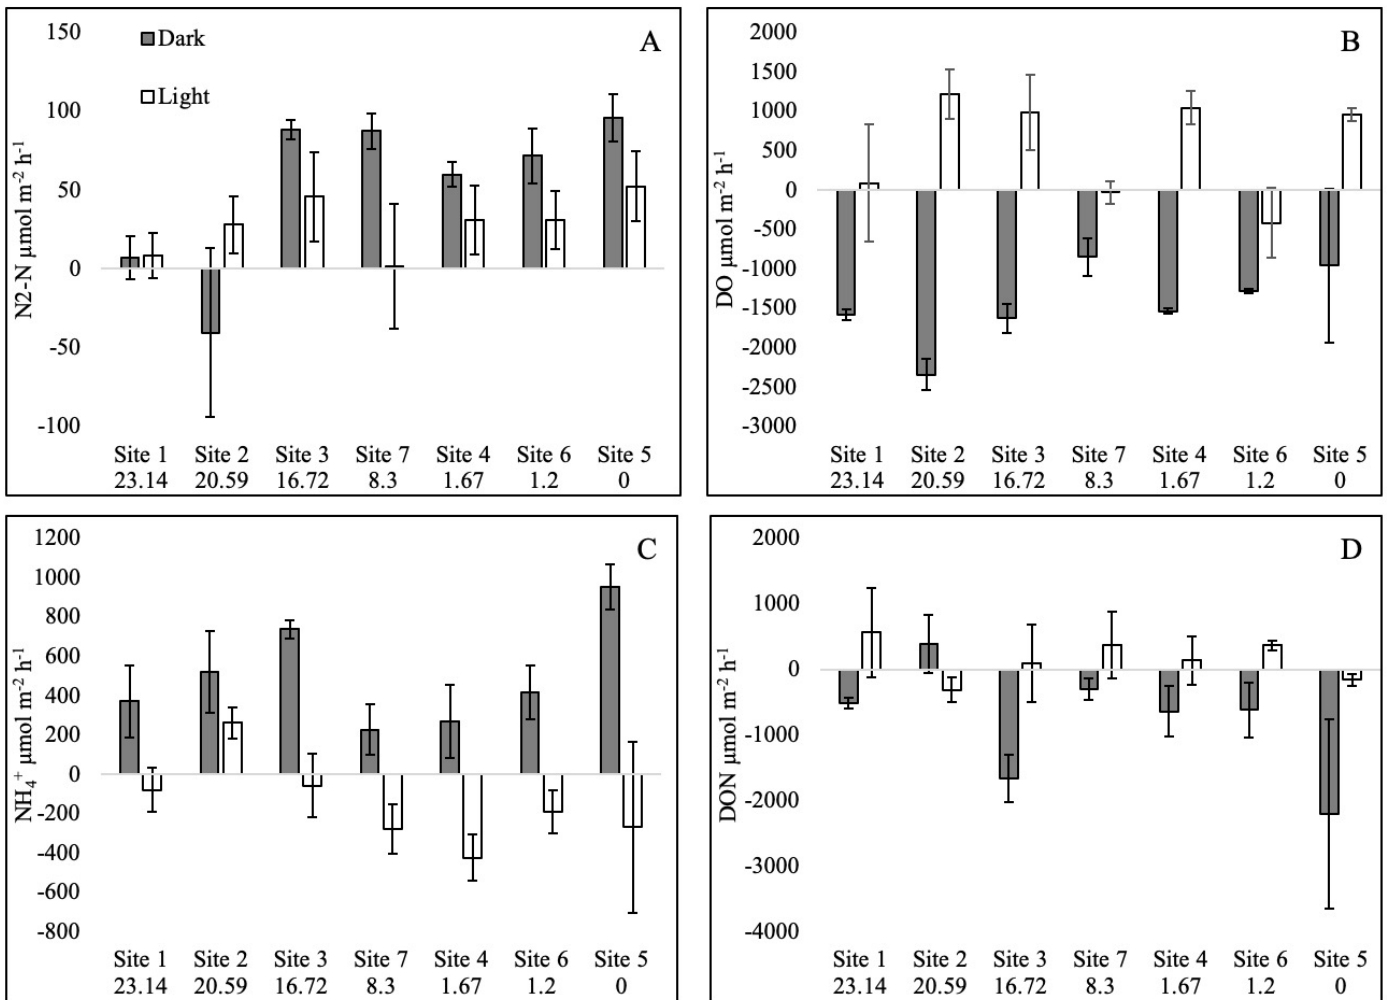 A
Dark
Light
N2-N µmol m⁻² h⁻¹
150
100
50
0
-50
-100
Site 1 Site 2 Site 3 Site 7 Site 4 Site 6 Site 5
23.14 20.59 16.72 8.3 1.67 1.2 0
B
DO µmol m⁻² h⁻¹
2000
1500
1000
500
0
-500
-1000
-1500
-2000
-2500
-3000
Site 1 Site 2 Site 3 Site 7 Site 4 Site 6 Site 5
23.14 20.59 16.72 8.3 1.67 1.2 0
C
NH₄⁺ µmol m⁻² h⁻¹
1200
1000
800
600
400
200
0
-200
-400
-600
-800
Site 1 Site 2 Site 3 Site 7 Site 4 Site 6 Site 5
23.14 20.59 16.72 8.3 1.67 1.2 0
D
DON µmol m⁻² h⁻¹
2000
1000
0
-1000
-2000
-3000
-4000
Site 1 Site 2 Site 3 Site 7 Site 4 Site 6 Site 5
23.14 20.59 16.72 8.3 1.67 1.2 0